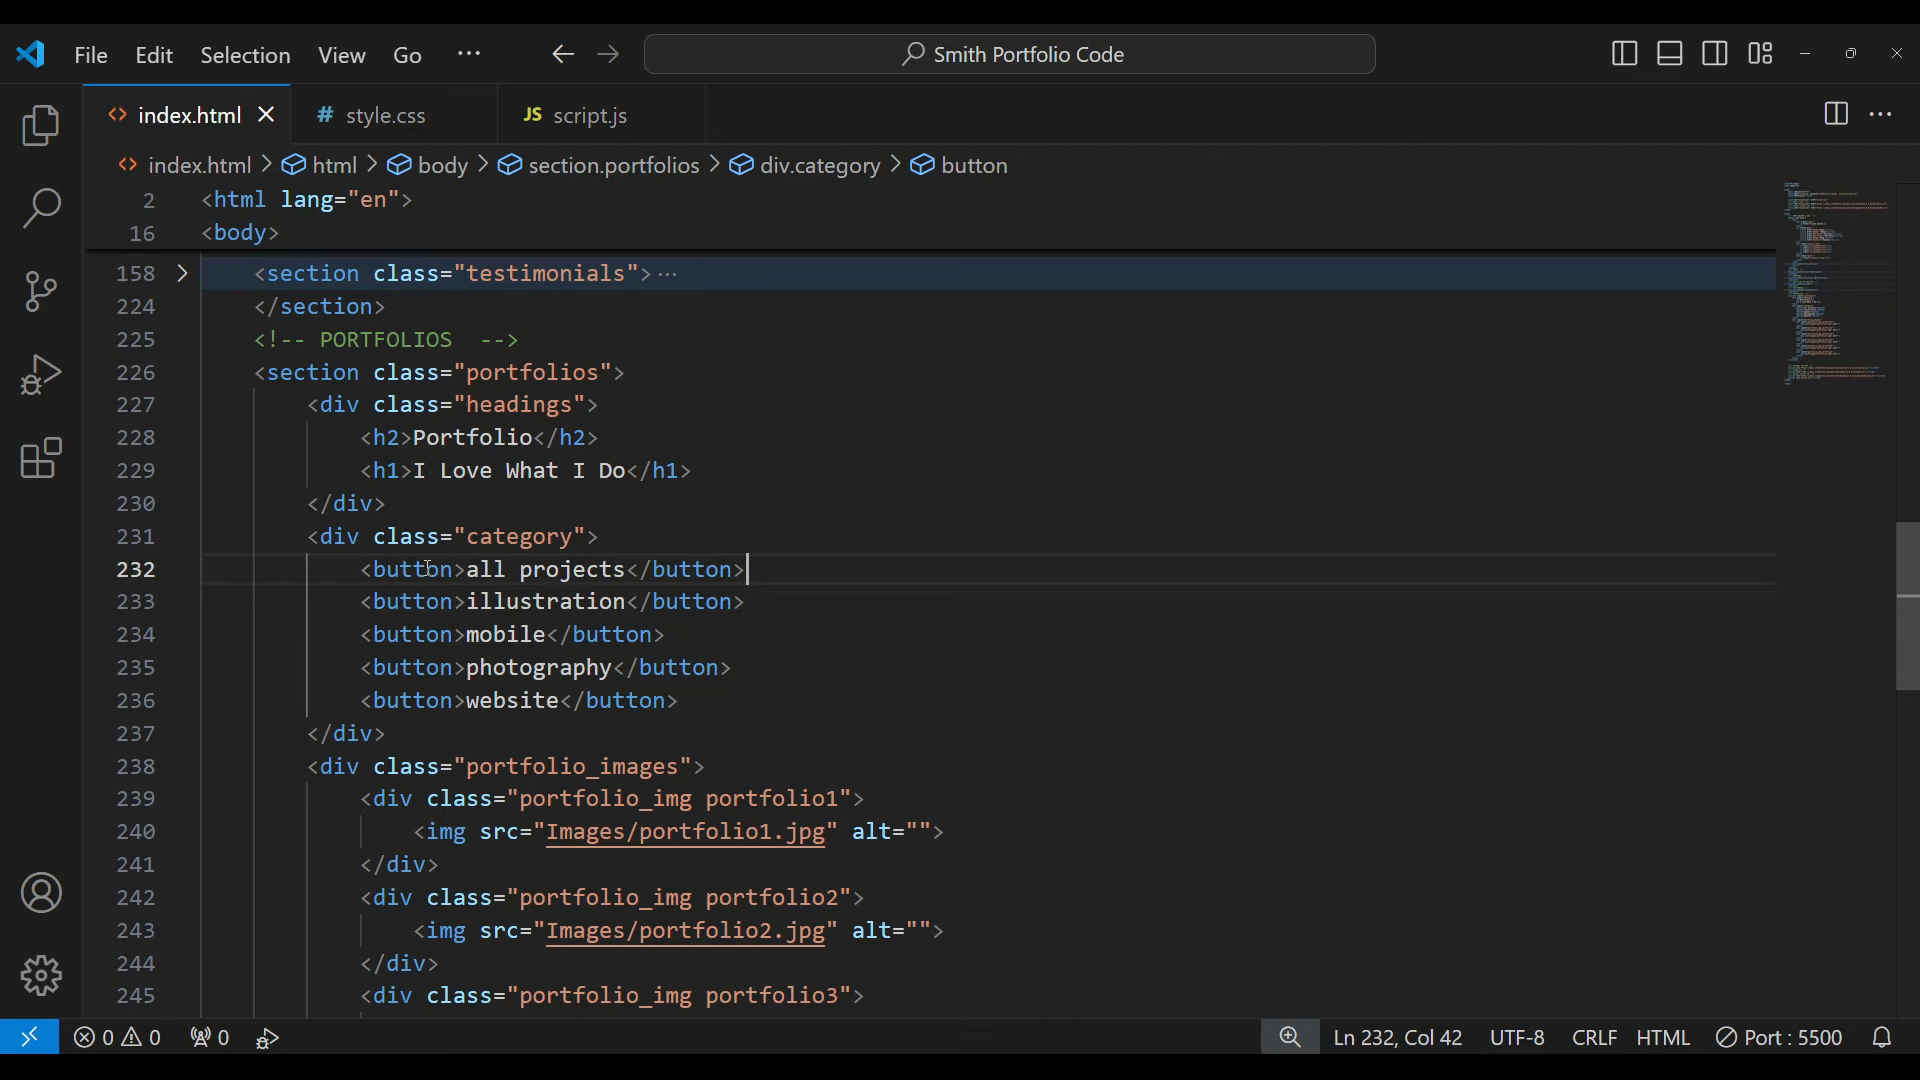 File Edit Selection View Go ··· Smith Portfolio Code
index.html style.css JS script.js
index.html > html > body > section.portfolios > div.category > button
2 <html lang="en">
16 <body>
158 <section class="testimonials">···
224 </section>
225 <!-- PORTFOLIOS  -->
226 <section class="portfolios">
227 <div class="headings">
228 <h2>Portfolio</h2>
229 <h1>I Love What I Do</h1>
230 </div>
231 <div class="category">
232 <button>all projects</button>
233 <button>illustration</button>
234 <button>mobile</button>
235 <button>photography</button>
236 <button>website</button>
237 </div>
238 <div class="portfolio_images">
239 <div class="portfolio_img portfolio1">
240 <img src="Images/portfolio1.jpg" alt="">
241 </div>
242 <div class="portfolio_img portfolio2">
243 <img src="Images/portfolio2.jpg" alt="">
244 </div>
245 <div class="portfolio_img portfolio3">
0 0 0 Ln 232, Col 42 UTF-8 CRLF HTML Port : 5500